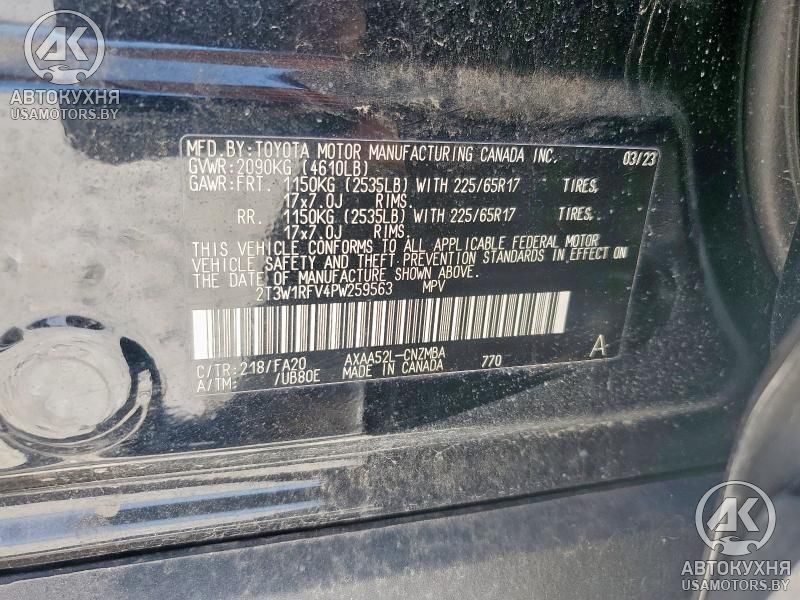 AK
АВТОКУХНЯ
USAMOTORS.BY
MFD. BY: TOYOTA MOTOR MANUFACTURING CANADA INC. 03/23
GVWR: 2090KG (4610LB)
GAWR: FRT. 1150KG (2535LB) WITH 225/65R17 TIRES,
17x7.0J RIMS.
RR. 1150KG (2535LB) WITH 225/65R17 TIRES,
17x7.0J RIMS.
THIS VEHICLE CONFORMS TO ALL APPLICABLE FEDERAL MOTOR
VEHICLE SAFETY AND THEFT PREVENTION STANDARDS IN EFFECT ON
THE DATE OF MANUFACTURE SHOWN ABOVE.
2T3W1RFV4PW259563 MPV
C/TR: 218/FA20 AXAA52L-CNZMBA 770 A
A/TM: /UB80E MADE IN CANADA
AK
АВТОКУХНЯ
USAMOTORS.BY